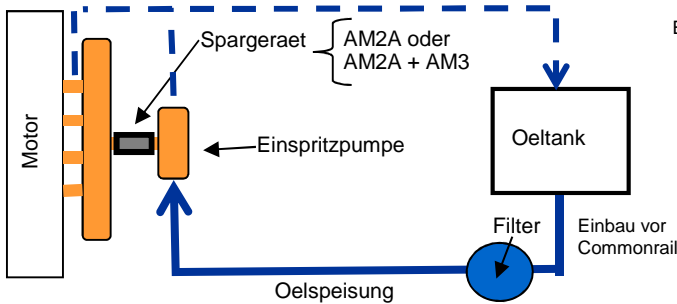 Spargeraet
AM2A oder
AM2A + AM3
E
Motor
Einspritzpumpe
Oeltank
Filter
Einbau vor
Commonrail
Oelspeisung